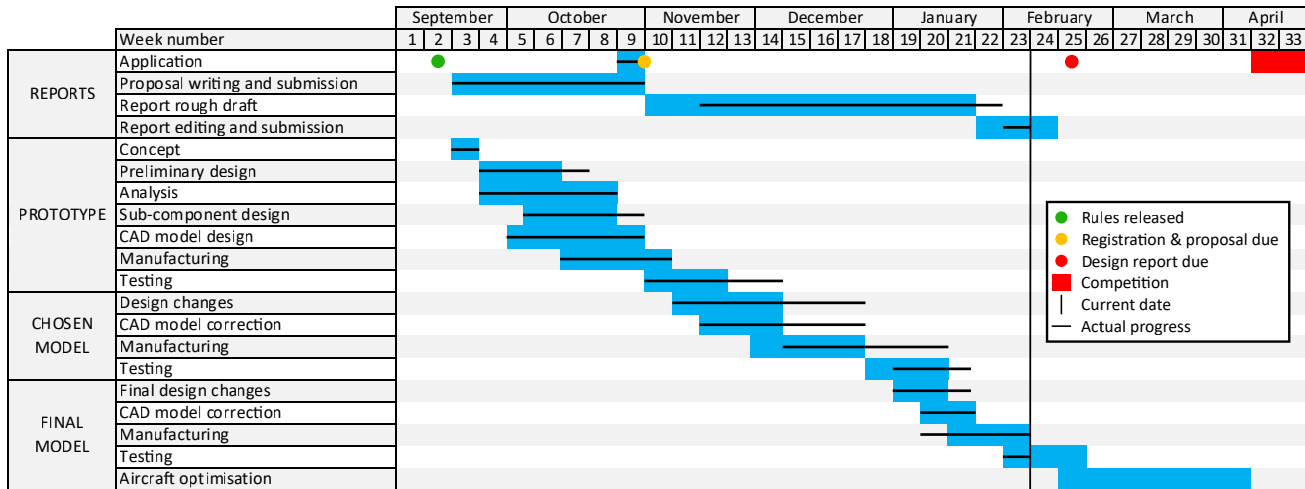 September October November December January February March April
Week number 1 2 3 4 5 6 7 8 9 10 11 12 13 14 15 16 17 18 19 20 21 22 23 24 25 26 27 28 29 30 31 32 33
REPORTS
Application
Proposal writing and submission
Report rough draft
Report editing and submission
PROTOTYPE
Concept
Preliminary design
Analysis
Sub-component design
CAD model design
Manufacturing
Testing
CHOSEN
MODEL
Design changes
CAD model correction
Manufacturing
Testing
FINAL
MODEL
Final design changes
CAD model correction
Manufacturing
Testing
Aircraft optimisation
Rules released
Registration & proposal due
Design report due
Competition
Current date
Actual progress